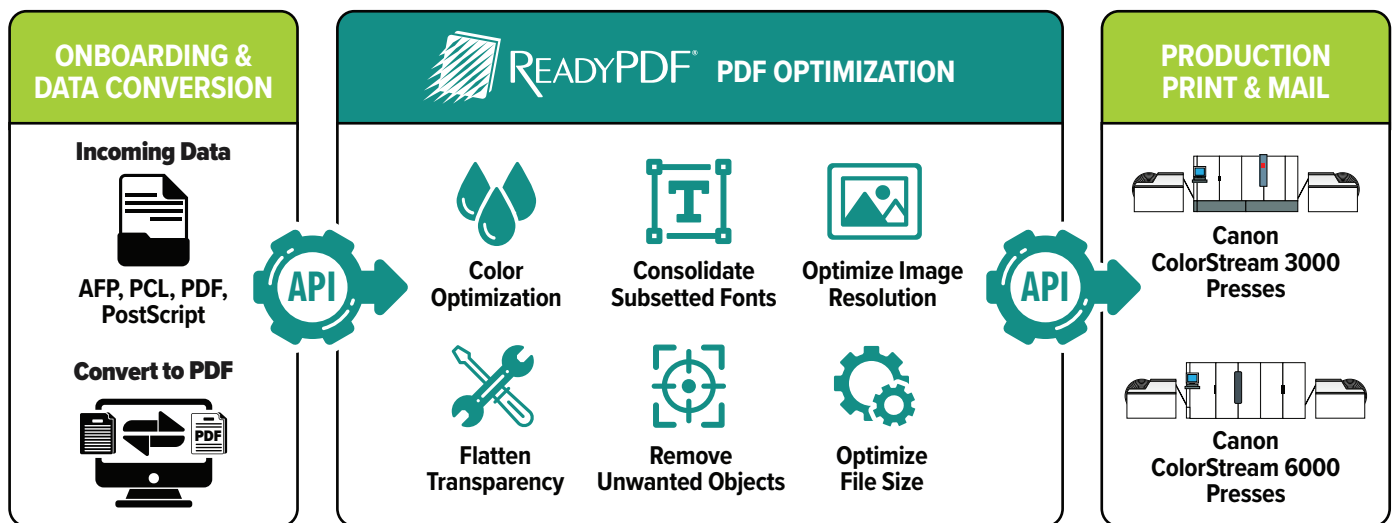 ONBOARDING &
DATA CONVERSION
Incoming Data
AFP, PCL, PDF,
PostScript
Convert to PDF
PDF
API
READYPDF® PDF OPTIMIZATION
Color
Optimization
Consolidate
Subsetted Fonts
Optimize Image
Resolution
Flatten
Transparency
Remove
Unwanted Objects
Optimize
File Size
API
PRODUCTION
PRINT & MAIL
Canon
ColorStream 3000
Presses
Canon
ColorStream 6000
Presses